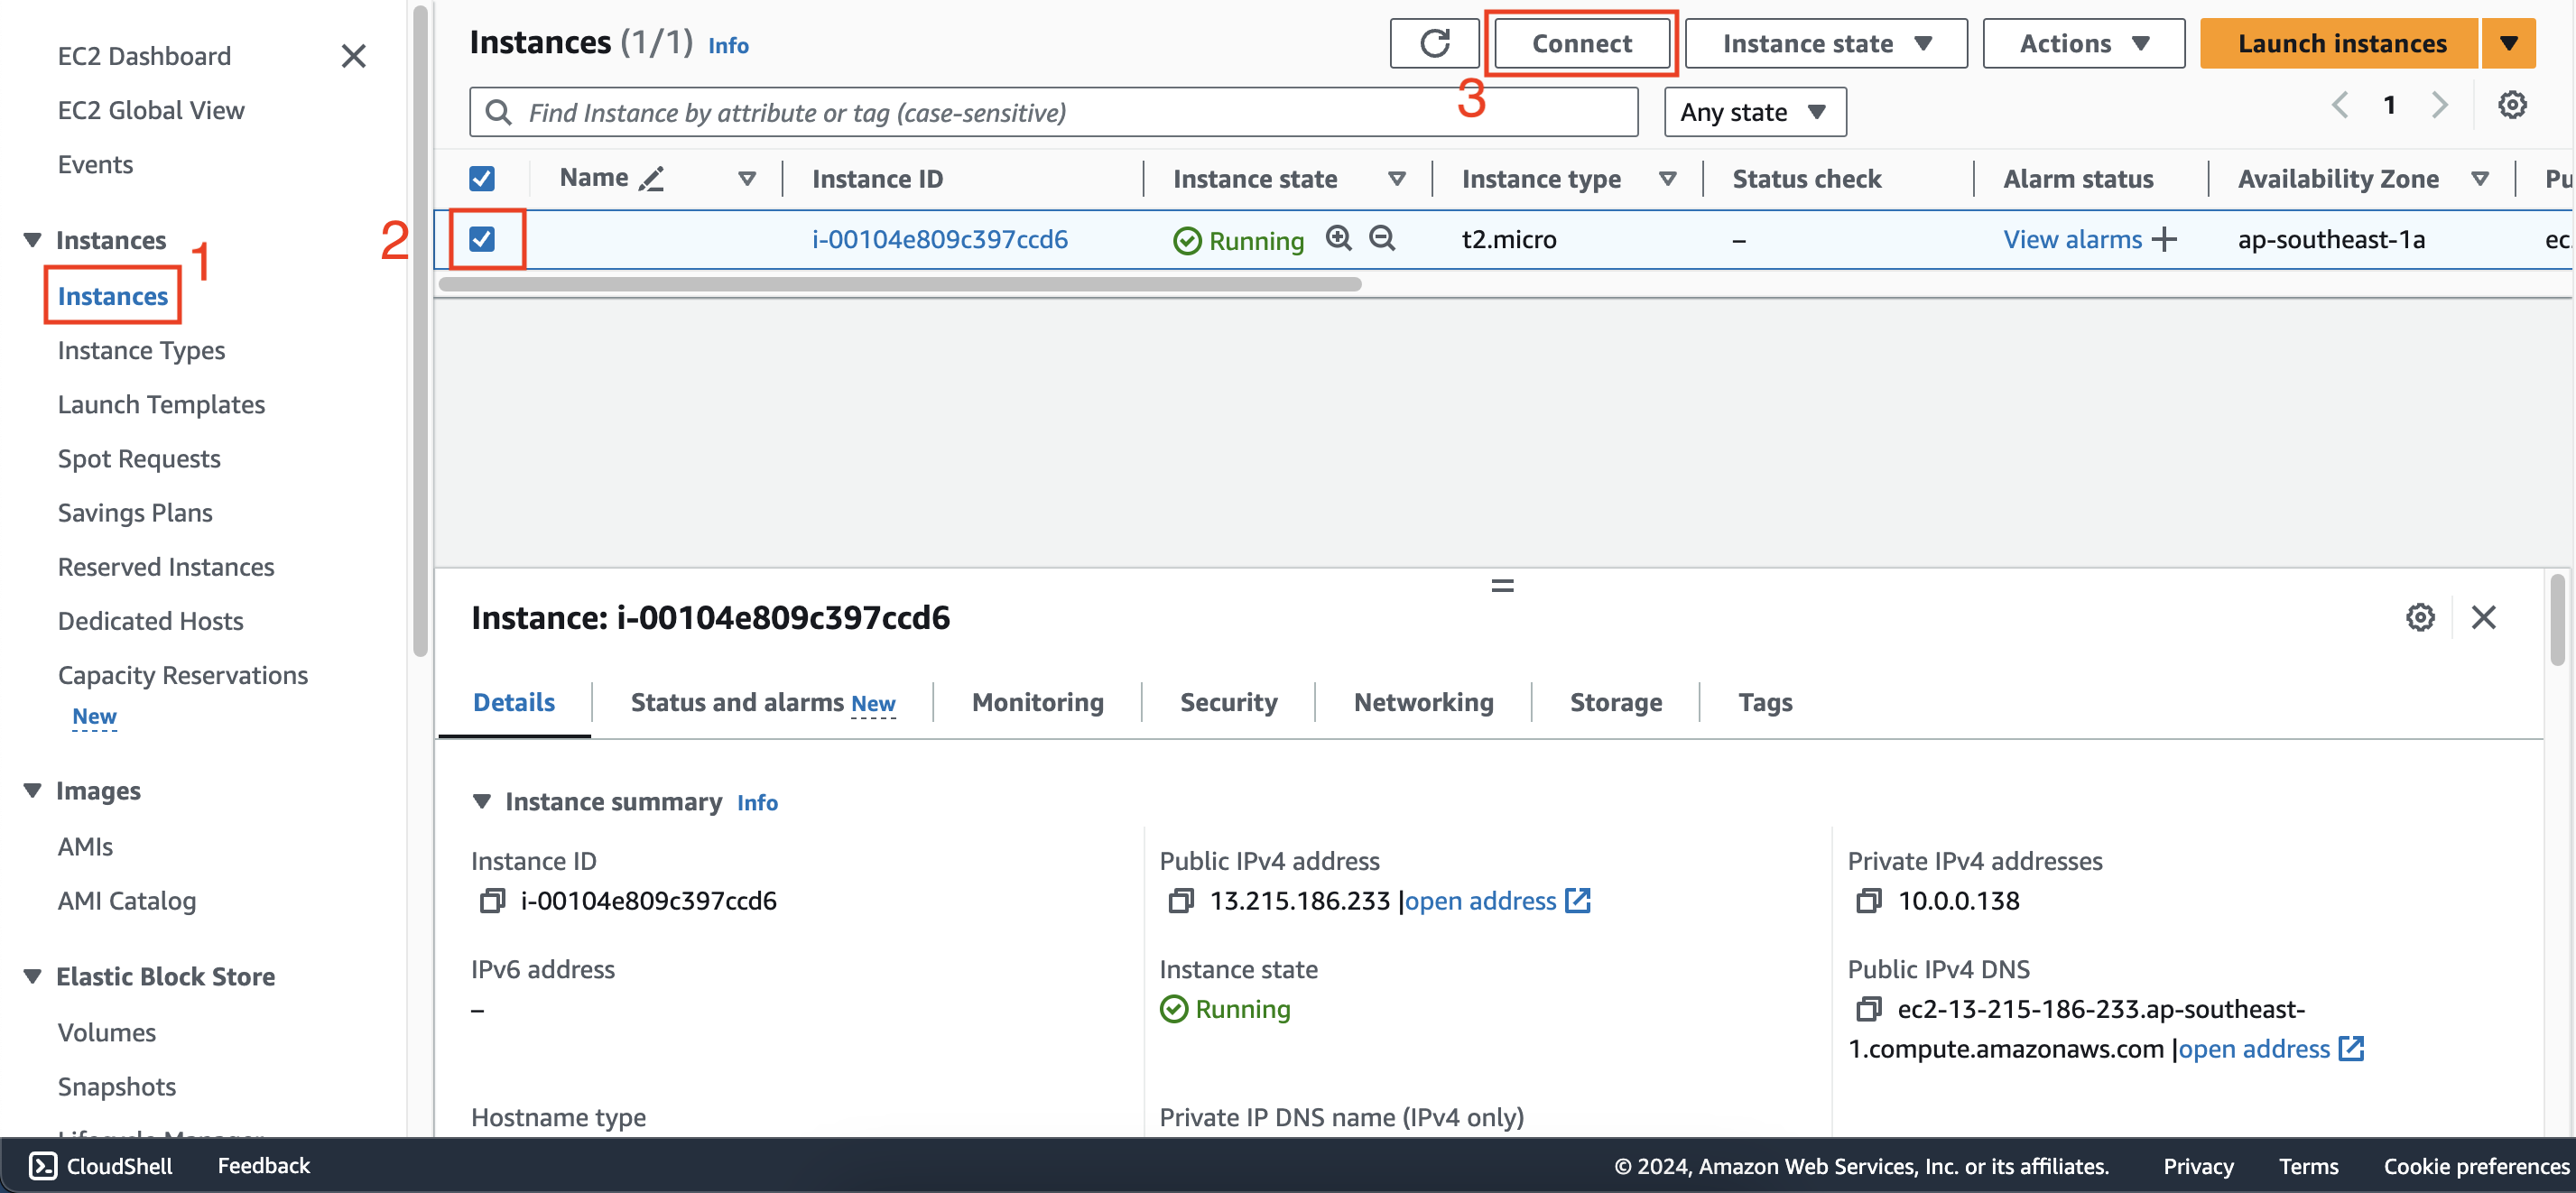 EC2 Dashboard
EC2 Global View
Events
Instances
1
Instances
Instance Types
Launch Templates
Spot Requests
Savings Plans
Reserved Instances
Dedicated Hosts
Capacity Reservations
New
Images
AMIs
AMI Catalog
Elastic Block Store
Volumes
Snapshots
Lifecycle Manager
Instances (1/1) Info
Connect
Instance state
Actions
Launch instances
3
Find Instance by attribute or tag (case-sensitive)
Any state
1
Name Instance ID Instance state Instance type Status check Alarm status Availability Zone Pu
2
i-00104e809c397ccd6 Running t2.micro – View alarms + ap-southeast-1a ec
Instance: i-00104e809c397ccd6
Details Status and alarms New Monitoring Security Networking Storage Tags
Instance summary Info
Instance ID
i-00104e809c397ccd6
Public IPv4 address
13.215.186.233 |open address
Private IPv4 addresses
10.0.0.138
IPv6 address
–
Instance state
Running
Public IPv4 DNS
ec2-13-215-186-233.ap-southeast-
1.compute.amazonaws.com |open address
Hostname type
Private IP DNS name (IPv4 only)
CloudShell Feedback © 2024, Amazon Web Services, Inc. or its affiliates. Privacy Terms Cookie preferences